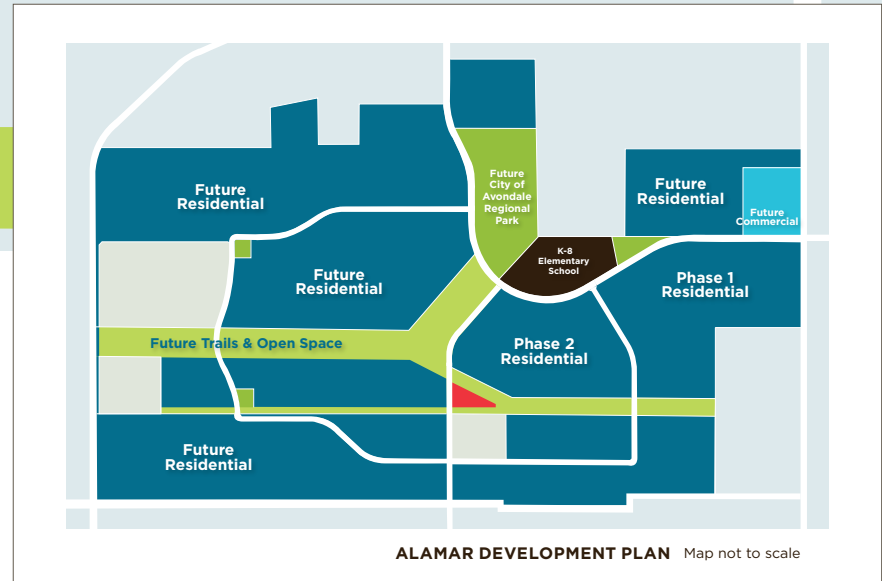 Future
City of
Avondale
Regional
Park
Future
Residential
Future
Residential
Future
Commercial
K-8
Elementary
School
Future
Residential
Phase 1
Residential
Future Trails & Open Space
Phase 2
Residential
Future
Residential
ALAMAR DEVELOPMENT PLAN Map not to scale